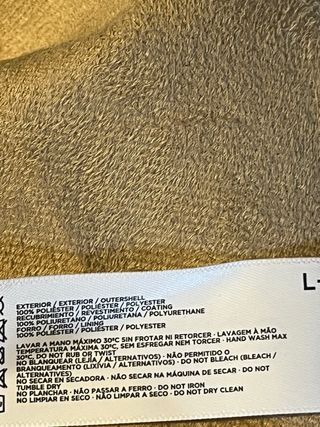 L-
EXTERIOR / EXTERIOR / OUTERSHELL
100% POLIÉSTER / POLIÉSTER / POLYESTER
RECUBRIMIENTO / REVESTIMENTO / COATING
100% POLIURETANO / POLIURETANA / POLYURETHANE
FORRO / FORRO / LINING
100% POLIÉSTER / POLIÉSTER / POLYESTER
LAVAR A MANO MÁXIMO 30ºC SIN FROTAR NI RETORCER · LAVAGEM À MÃO
TEMPERATURA MÁXIMA 30ºC, SEM ESFREGAR NEM TORCER · HAND WASH MAX
30ºC, DO NOT RUB OR TWIST
NO BLANQUEAR (LEJÍA / ALTERNATIVOS) · NÃO PERMITIDO O
BRANQUEAMENTO (LIXÍVIA / ALTERNATIVOS) · DO NOT BLEACH (BLEACH /
ALTERNATIVES)
NO SECAR EN SECADORA · NÃO SECAR NA MÁQUINA DE SECAR · DO NOT
TUMBLE DRY
NO PLANCHAR · NÃO PASSAR A FERRO · DO NOT IRON
NO LIMPIAR EN SECO · NÃO LIMPAR A SECO · DO NOT DRY CLEAN